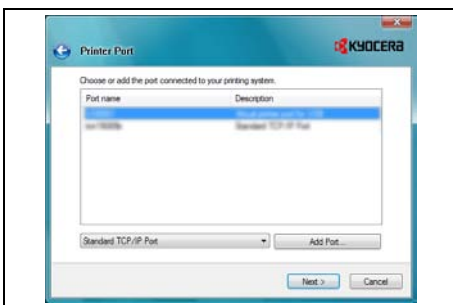 Printer Port
KYOCERA
Choose or add the port connected to your printing system.
Port name Description
Standard TCP/IP Port
Standard TCP/IP Port Add Port...
Next > Cancel